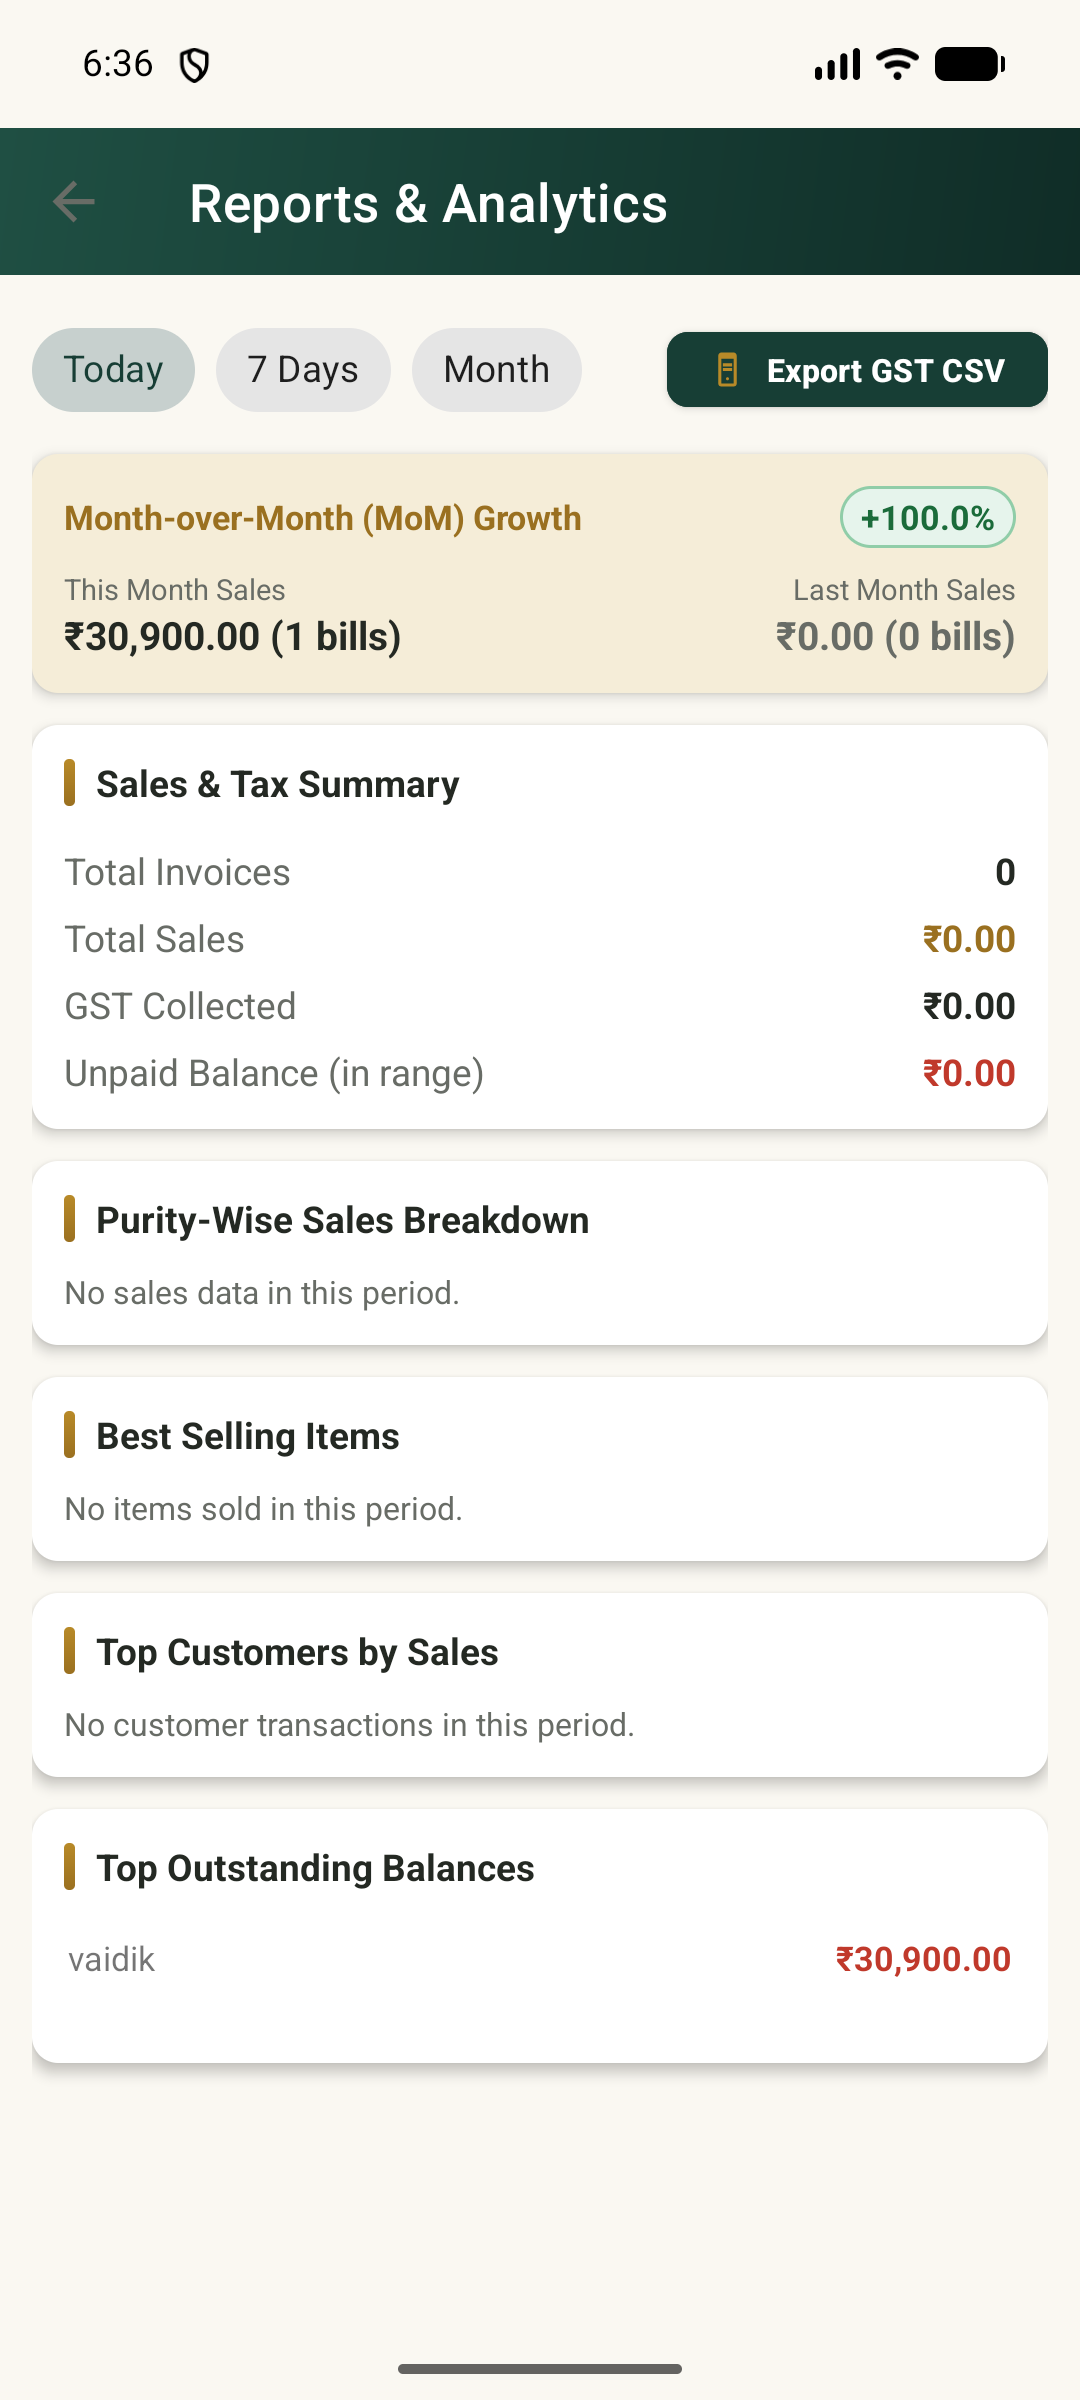 6:36
Reports & Analytics
Today
7 Days
Month
Export GST CSV
Month-over-Month (MoM) Growth
+100.0%
This Month Sales
Last Month Sales
₹30,900.00 (1 bills)
₹0.00 (0 bills)
Sales & Tax Summary
Total Invoices
0
Total Sales
₹0.00
GST Collected
₹0.00
Unpaid Balance (in range)
₹0.00
Purity-Wise Sales Breakdown
No sales data in this period.
Best Selling Items
No items sold in this period.
Top Customers by Sales
No customer transactions in this period.
Top Outstanding Balances
vaidik
₹30,900.00